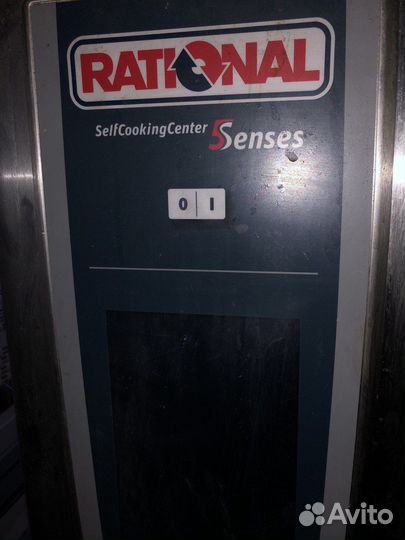 RATIONAL
SelfCookingCenter 5Senses
0 I
Avito